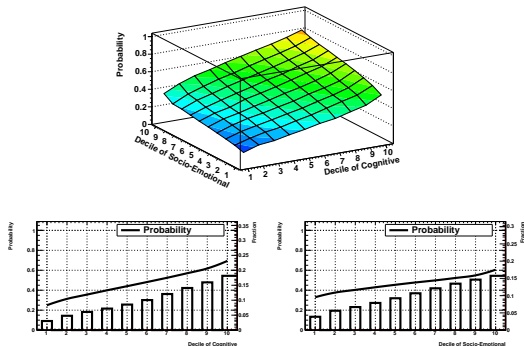 Probability
1
0.8
0.6
0.4
0.2
0
10 9 8 7 6 5 4 3 2 1
Decile of Socio-Emotional
1 2 3 4 5 6 7 8 9 10
Decile of Cognitive
Probability
1
0.8
0.6
0.4
0.2
0
Probability
Fraction
0.35
0.3
0.25
0.2
0.15
0.1
0.05
0
1 2 3 4 5 6 7 8 9 10
Decile of Cognitive
Probability
1
0.8
0.6
0.4
0.2
0
Probability
Fraction
0.3
0.25
0.2
0.15
0.1
0.05
0
1 2 3 4 5 6 7 8 9 10
Decile of Socio-Emotional